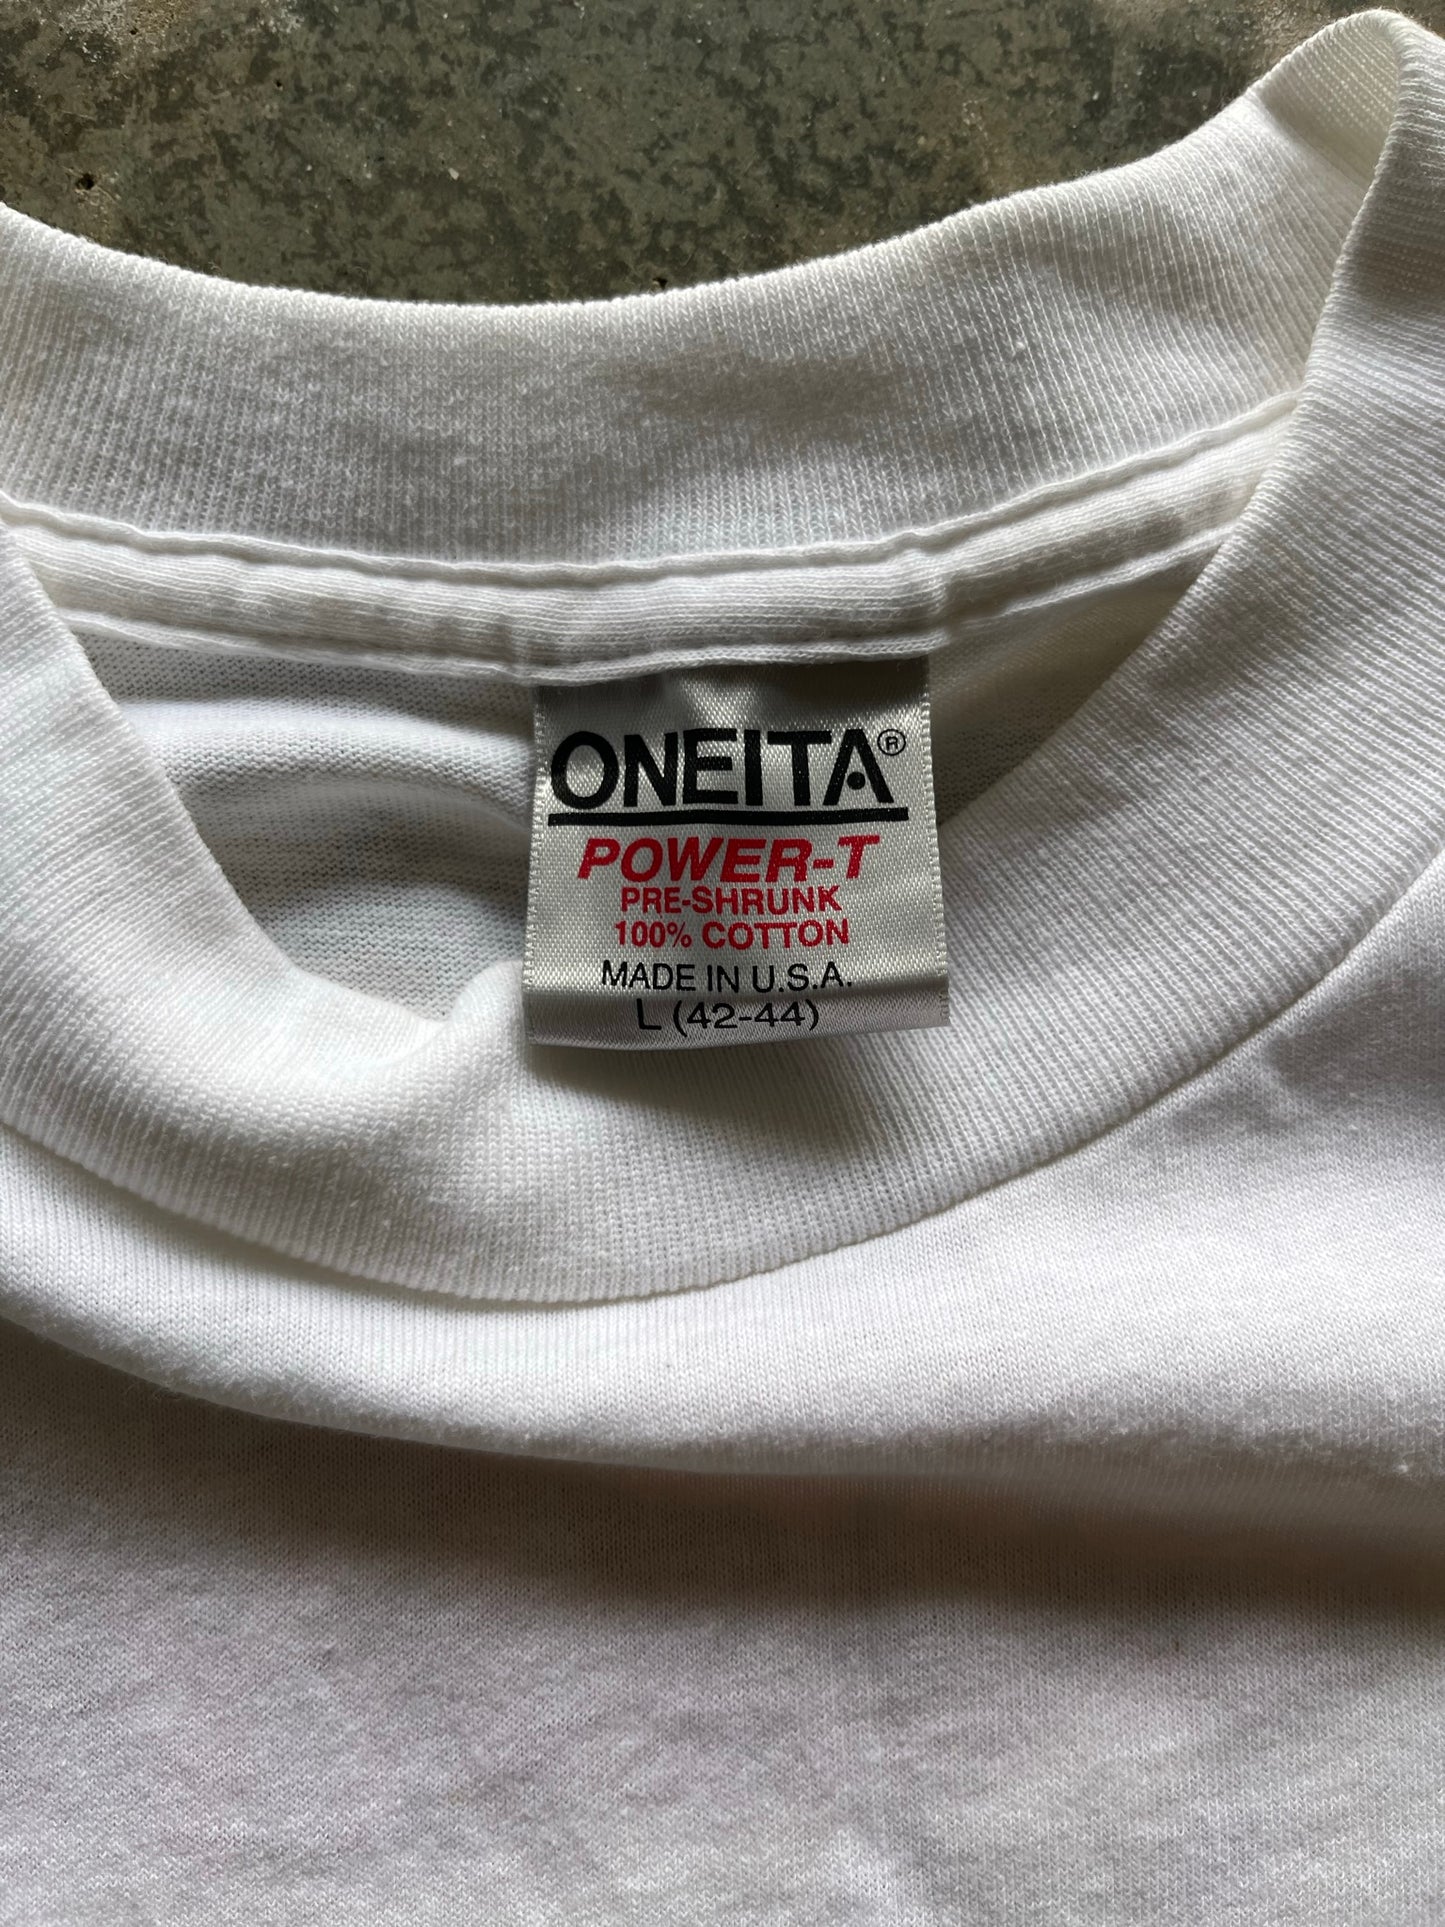 ONEITA®
POWER-T
PRE-SHRUNK
100% COTTON
MADE IN U.S.A.
L (42-44)